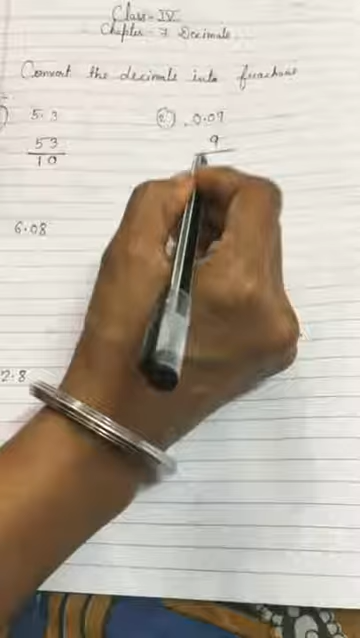 Class-IV
Chapter-7 Decimals
Convert the decimals into fractions
5.3
53
10
2. 0.09
9
6.08
2.8